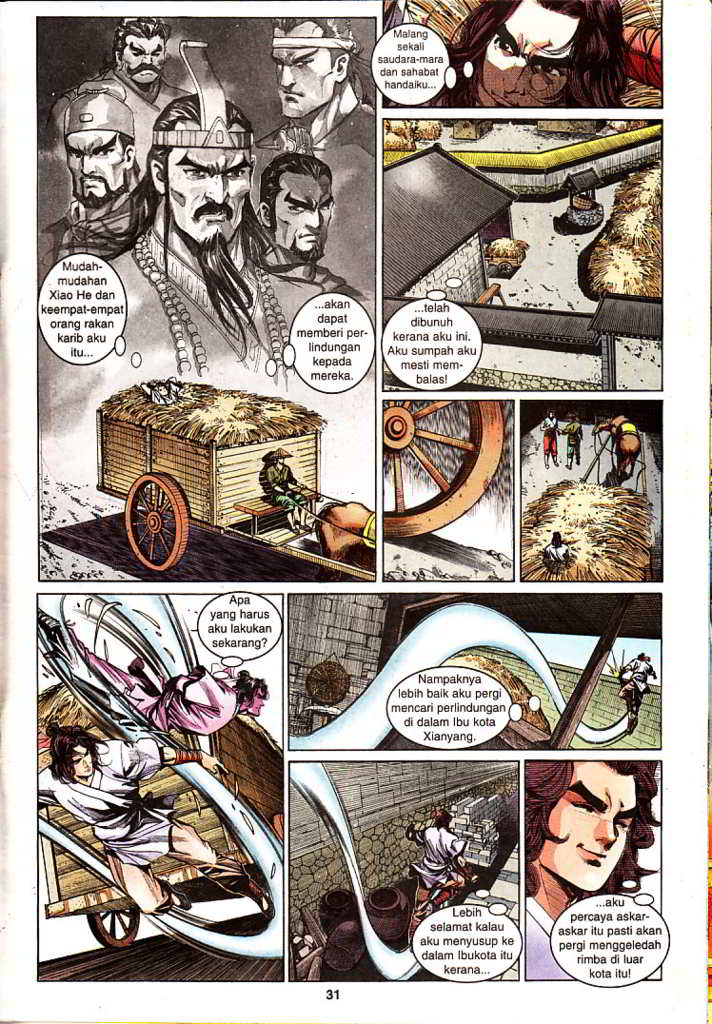 Mudah-
mudahan
Xiao He dan
keempat-empat
orang rakan
karib aku
itu...
...akan
dapat
memberi per-
lindungan
kepada
mereka.
Malang
sekali
saudara-mara
dan sahabat
handaiku...
...telah
dibunuh
kerana aku ini.
Aku sumpah aku
mesti mem-
balas!
Apa
yang harus
aku lakukan
sekarang?
Nampaknya
lebih baik aku pergi
mencari perlindungan
di dalam Ibu kota
Xianyang.
Lebih
selamat kalau
aku menyusup ke
dalam Ibukota itu
kerana...
...aku
percaya askar-
askar itu pasti akan
pergi menggeledah
rimba di luar
kota itu!
31